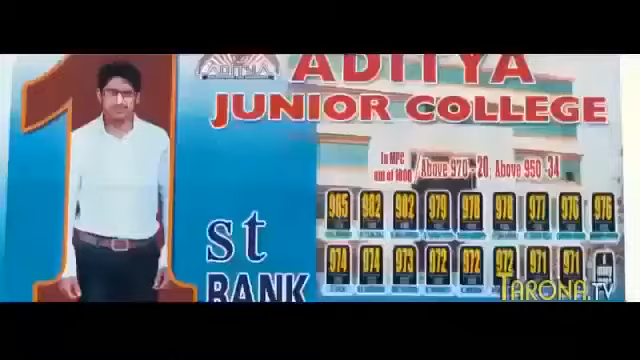 ADITYA
ADITYA
JUNIOR COLLEGE
In MPC
out of 1000
Above 970 - 20, Above 950 -34
985 982 982 979 978 978 977 976 976
1
st
974 974 973 972 972 972 971 971
RANK
TARONA.TV